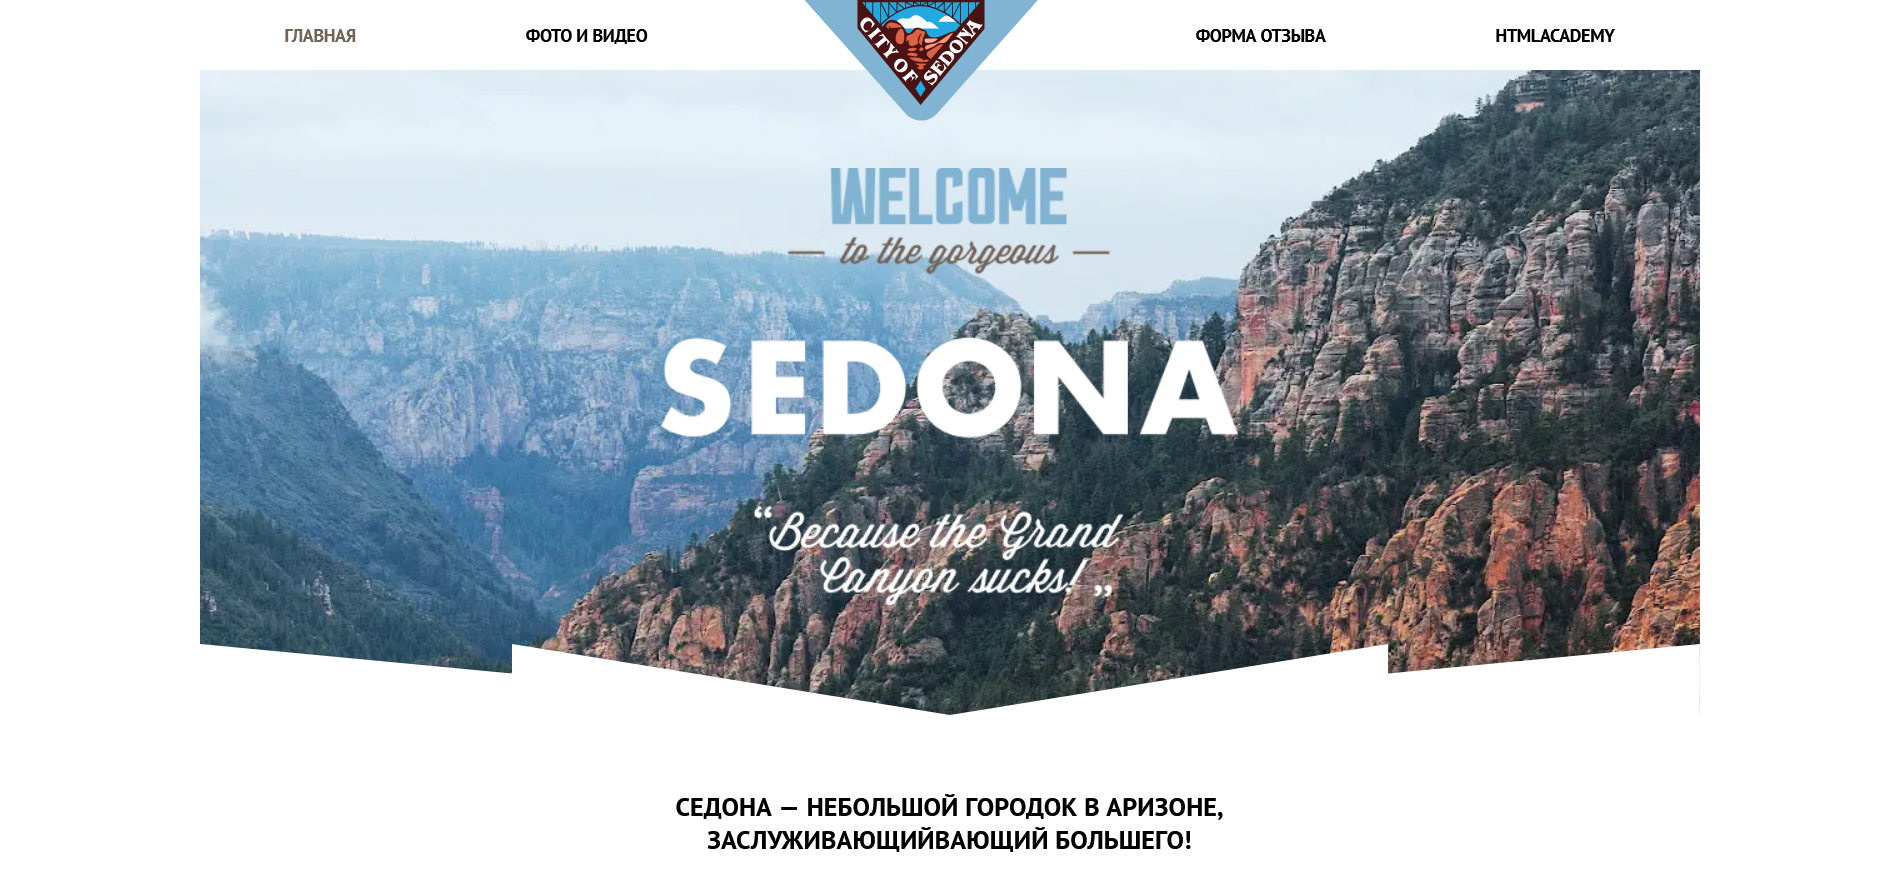 ГЛАВНАЯ
ФОТО И ВИДЕО
CITY OF SEDONA
ФОРМА ОТЗЫВА
HTMLACADEMY
WELCOME
— to the gorgeous —
SEDONA
“Because the Grand
Canyon sucks!„
СЕДОНА — НЕБОЛЬШОЙ ГОРОДОК В АРИЗОНЕ,
ЗАСЛУЖИВАЮЩИЙВАЮЩИЙ БОЛЬШЕГО!